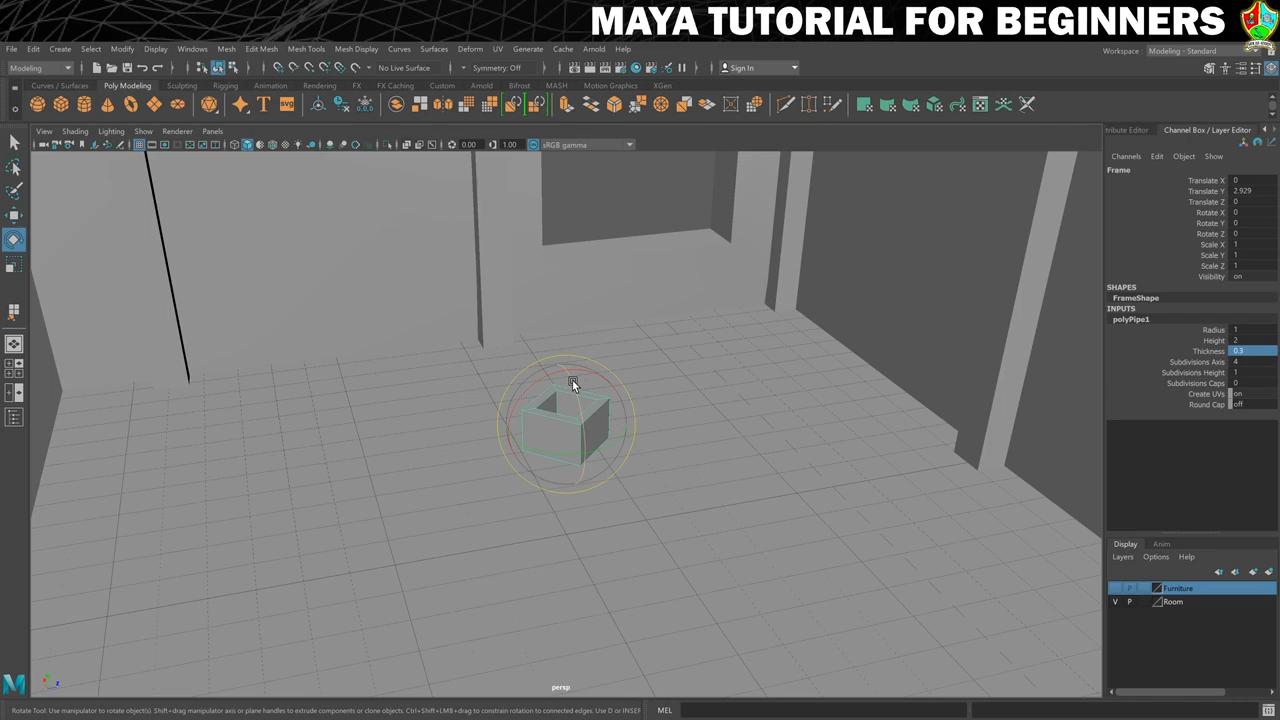 MAYA TUTORIAL FOR BEGINNERS
File Edit Create Select Modify Display Windows Mesh Edit Mesh Mesh Tools Mesh Display Curves Surfaces Deform UV Generate Cache Arnold Help
Workspace: Modeling - Standard
Modeling No Live Surface Symmetry: Off Sign In
Curves / Surfaces Poly Modeling Sculpting Rigging Animation Rendering FX FX Caching Custom Arnold Bifrost MASH Motion Graphics XGen
T SVG
View Shading Lighting Show Renderer Panels
tribute Editor Channel Box / Layer Editor
0.00 1.00 sRGB gamma
Channels Edit Object Show
Frame
Translate X 0
Translate Y 2.929
Translate Z 0
Rotate X 0
Rotate Y 0
Rotate Z 0
Scale X 1
Scale Y 1
Scale Z 1
Visibility on
SHAPES
FrameShape
INPUTS
polyPipe1
Radius 1
Height 2
Thickness 0.3
Subdivisions Axis 4
Subdivisions Height 1
Subdivisions Caps 0
Create UVs on
Round Cap off
Display Anim
Layers Options Help
P Furniture
V P Room
persp
Rotate Tool: Use manipulator to rotate object(s). Shift+drag manipulator axis or plane handles to extrude components or clone objects. Ctrl+Shift+LMB+drag to constrain rotation to connected edges. Use D or INSER
MEL